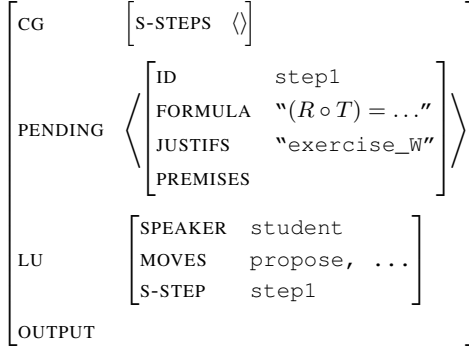 CG [S-STEPS ⟨⟩]
ID step1
FORMULA "(R ∘ T) = …"
PENDING JUSTIFS "exercise_W"
PREMISES
SPEAKER student
LU MOVES propose, ...
S-STEP step1
OUTPUT